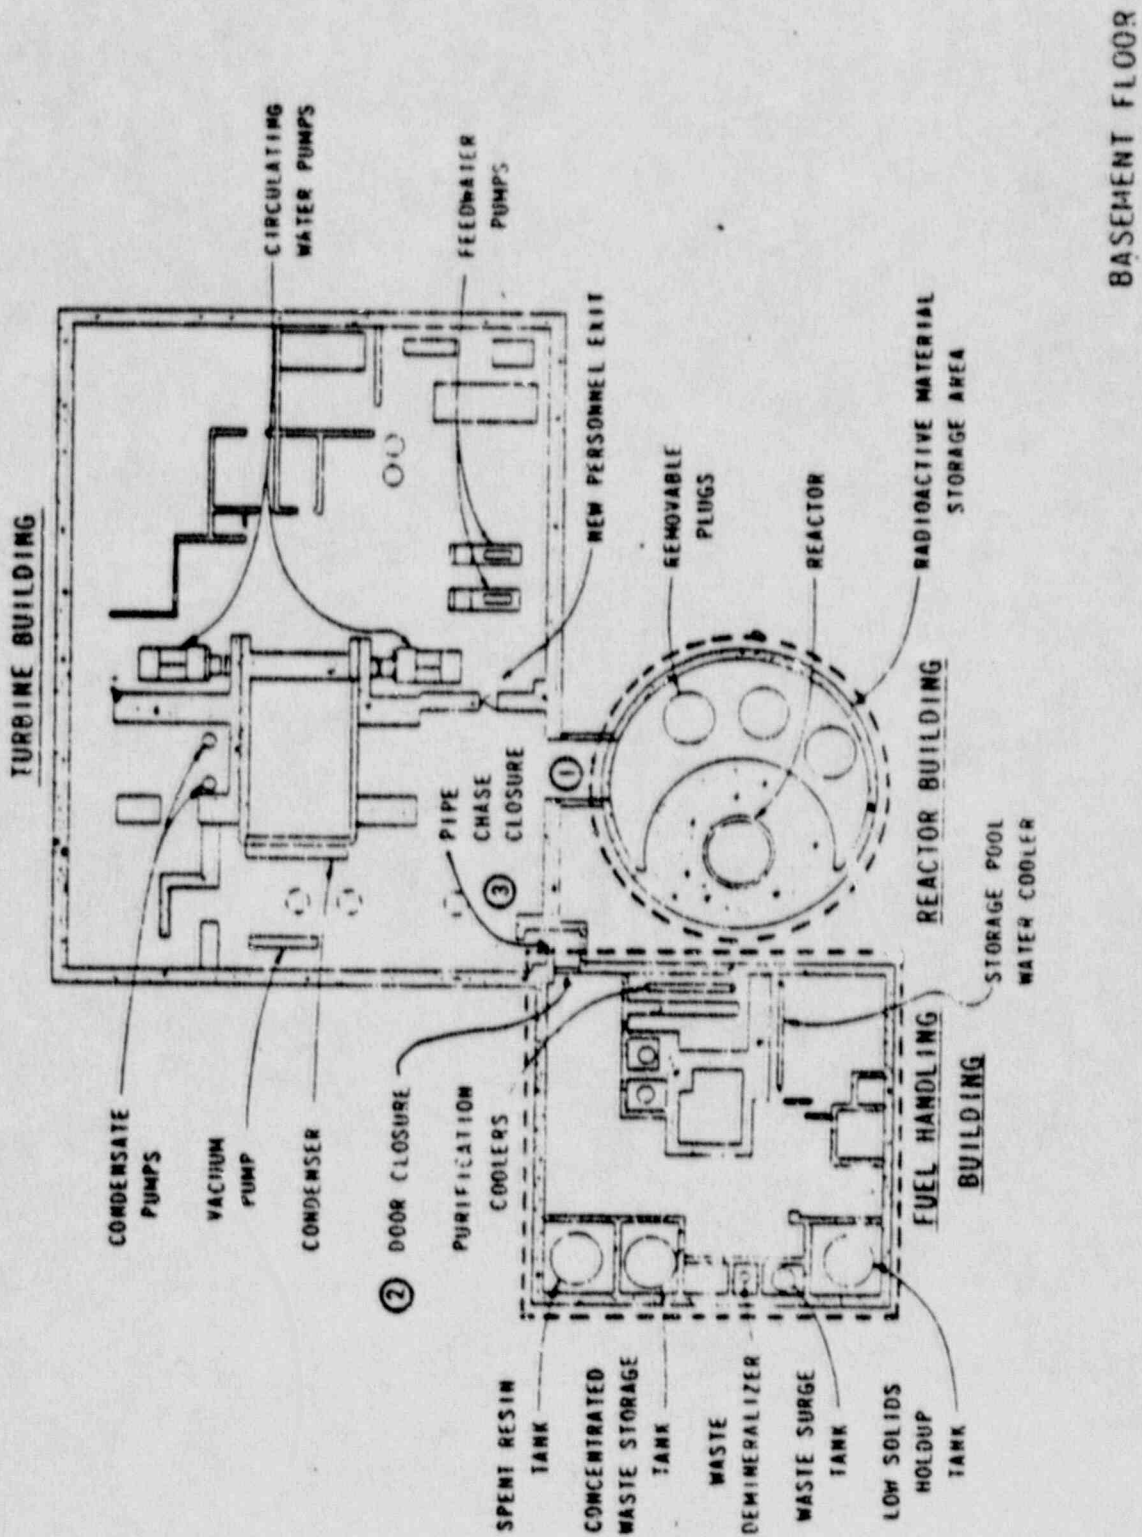 TURBINE BUILDING
CIRCULATING
WATER PUMPS
FEEDWATER
PUMPS
NEW PERSONNEL EXIT
REMOVABLE
PLUGS
REACTOR
RADIOACTIVE MATERIAL
STORAGE AREA
CONDENSATE
PUMPS
VACUUM
PUMP
CONDENSER
② DOOR CLOSURE
PURIFICATION
COOLERS
③ PIPE
CHASE
CLOSURE
①
REACTOR BUILDING
STORAGE POOL
WATER COOLER
FUEL HANDLING
BUILDING
SPENT RESIN
TANK
CONCENTRATED
WASTE STORAGE
TANK
WASTE
DEMINERALIZER
WASTE SURGE
TANK
LOW SOLIDS
HOLDUP
TANK
BASEMENT FLOOR